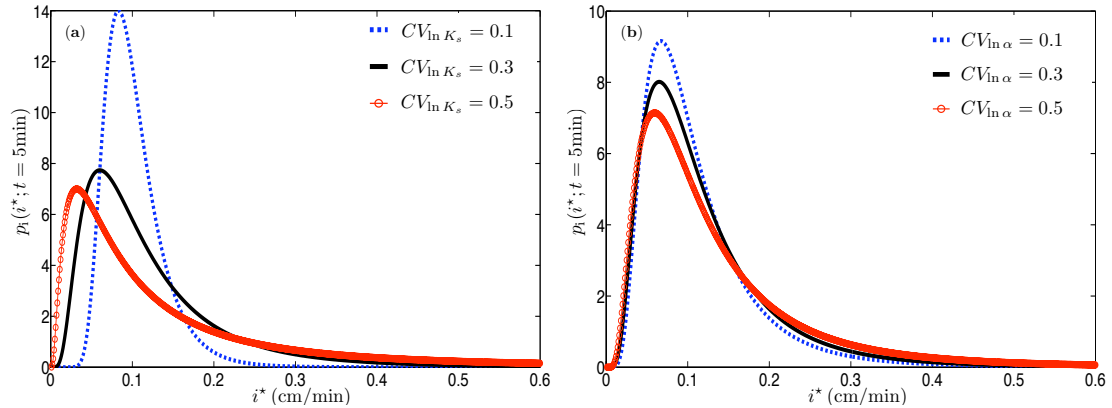 (a)
CV_{ln K_s} = 0.1
CV_{ln K_s} = 0.3
CV_{ln K_s} = 0.5
p_i(i^⋆; t = 5min)
14
12
10
8
6
4
2
0
0 0.1 0.2 0.3 0.4 0.5 0.6
i^⋆ (cm/min)
(b)
CV_{ln α} = 0.1
CV_{ln α} = 0.3
CV_{ln α} = 0.5
p_i(i^⋆; t = 5min)
10
8
6
4
2
0
0 0.1 0.2 0.3 0.4 0.5 0.6
i^⋆ (cm/min)